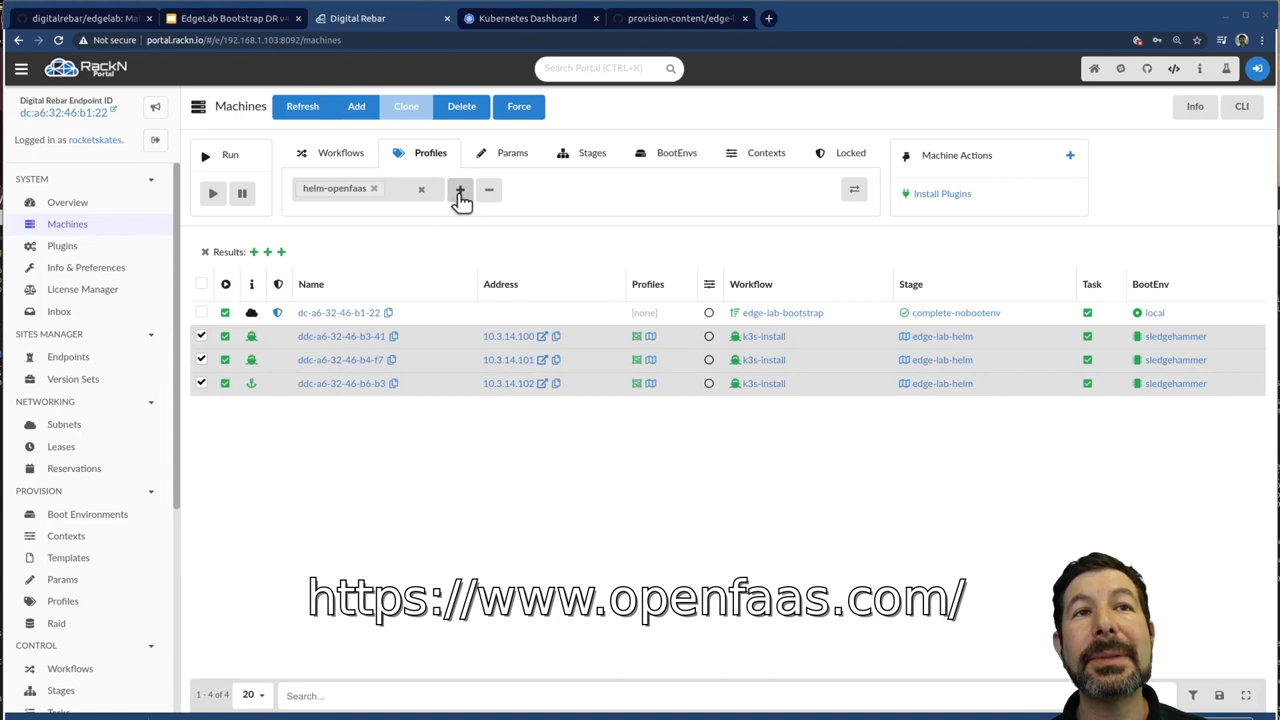 digitalrebar/edgelab: Ma
EdgeLab Bootstrap DR v4
Digital Rebar
Kubernetes Dashboard
provision-content/edge-l
Not secure
portal.rackn.io/#/e/192.168.1.103:8092/machines
RackN
Portal
Search Portal (CTRL+K)
Digital Rebar Endpoint ID
dc:a6:32:46:b1:22
Logged in as rocketskates.
Machines
Refresh
Add
Clone
Delete
Force
Info
CLI
Run
Workflows
Profiles
Params
Stages
BootEnvs
Contexts
Locked
Machine Actions
helm-openfaas
Install Plugins
SYSTEM
Overview
Machines
Plugins
Info & Preferences
License Manager
Inbox
SITES MANAGER
Endpoints
Version Sets
NETWORKING
Subnets
Leases
Reservations
PROVISION
Boot Environments
Contexts
Templates
Params
Profiles
Raid
CONTROL
Workflows
Stages
Results:
Name Address Profiles Workflow Stage Task BootEnv
dc-a6-32-46-b1-22 [none] edge-lab-bootstrap complete-nobootenv local
ddc-a6-32-46-b3-41 10.3.14.100 k3s-install edge-lab-helm sledgehammer
ddc-a6-32-46-b4-f7 10.3.14.101 k3s-install edge-lab-helm sledgehammer
ddc-a6-32-46-b6-b3 10.3.14.102 k3s-install edge-lab-helm sledgehammer
https://www.openfaas.com/
1 - 4 of 4
20
Search...